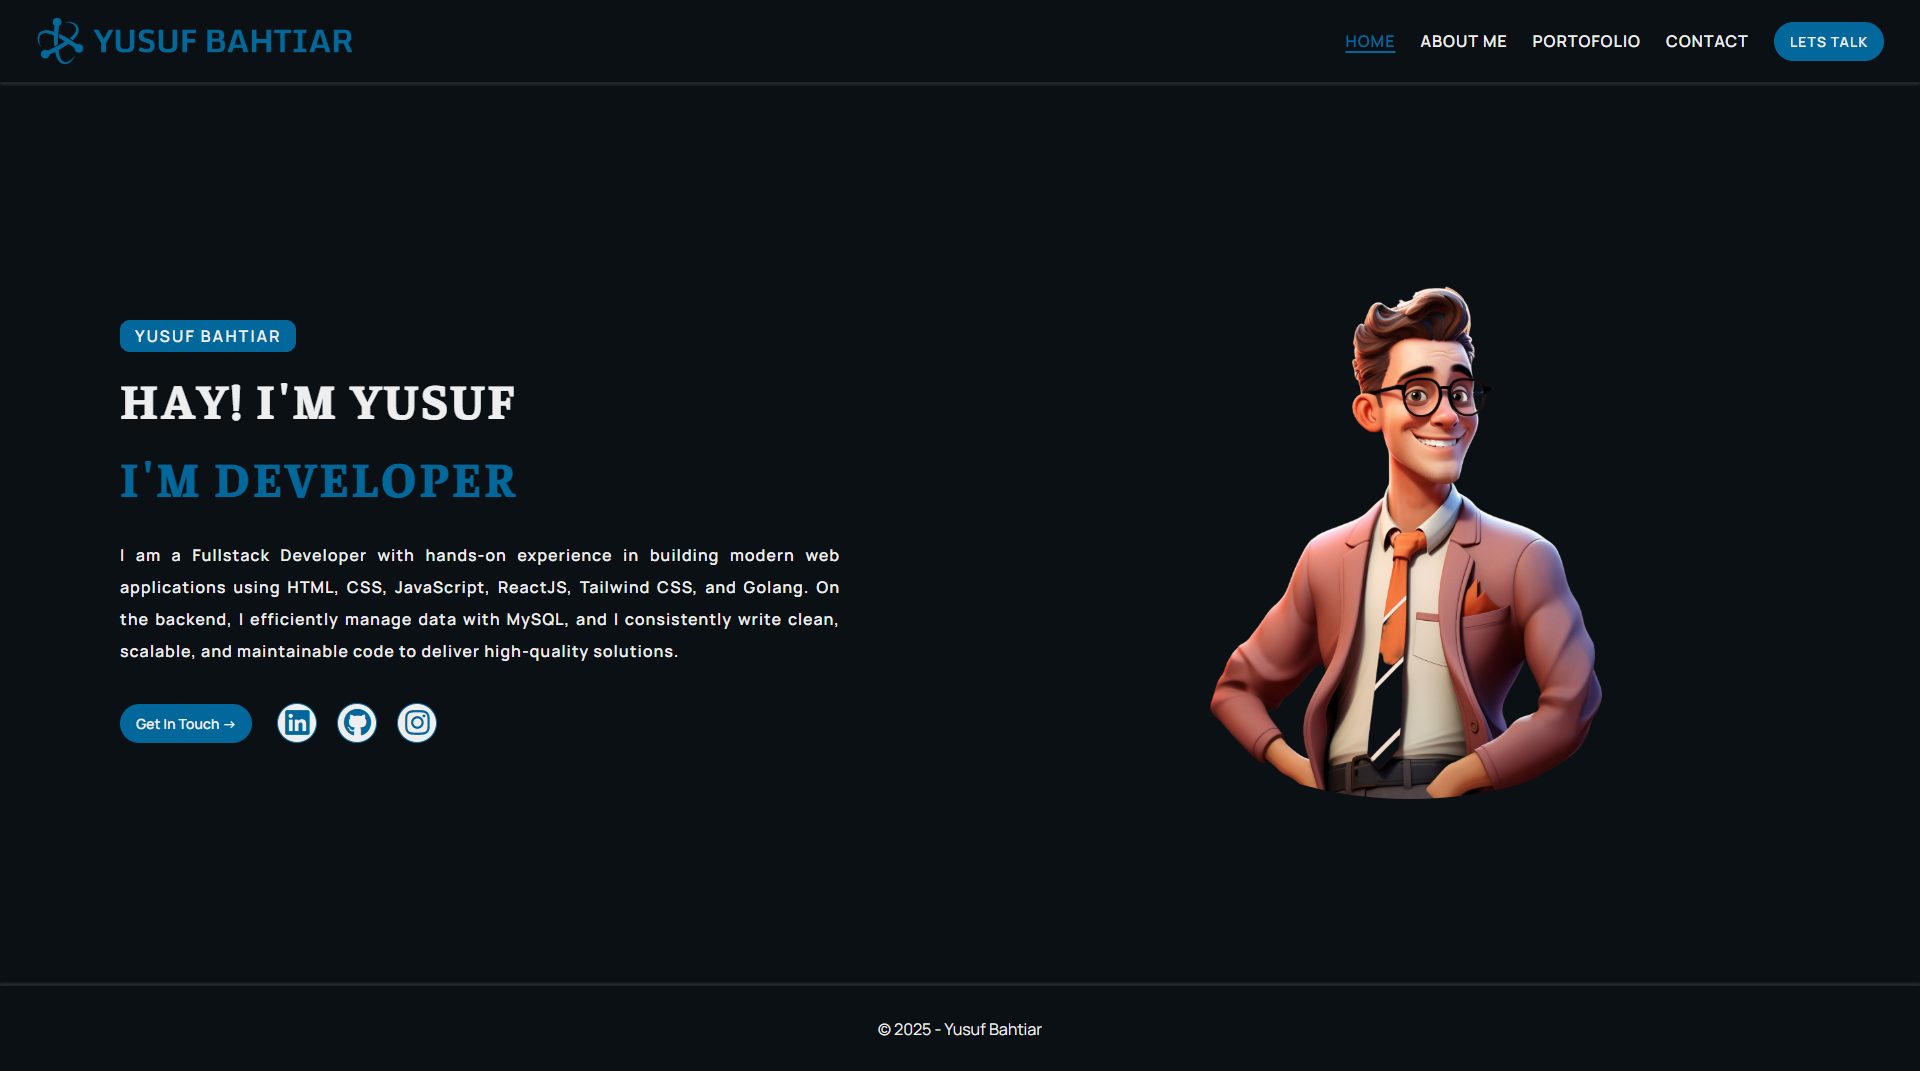 YUSUF BAHTIAR
HOME
ABOUT ME
PORTOFOLIO
CONTACT
LETS TALK
YUSUF BAHTIAR
HAY! I'M YUSUF
I'M DEVELOPER
I am a Fullstack Developer with hands-on experience in building modern web
applications using HTML, CSS, JavaScript, ReactJS, Tailwind CSS, and Golang. On
the backend, I efficiently manage data with MySQL, and I consistently write clean,
scalable, and maintainable code to deliver high-quality solutions.
Get In Touch →
in
© 2025 - Yusuf Bahtiar